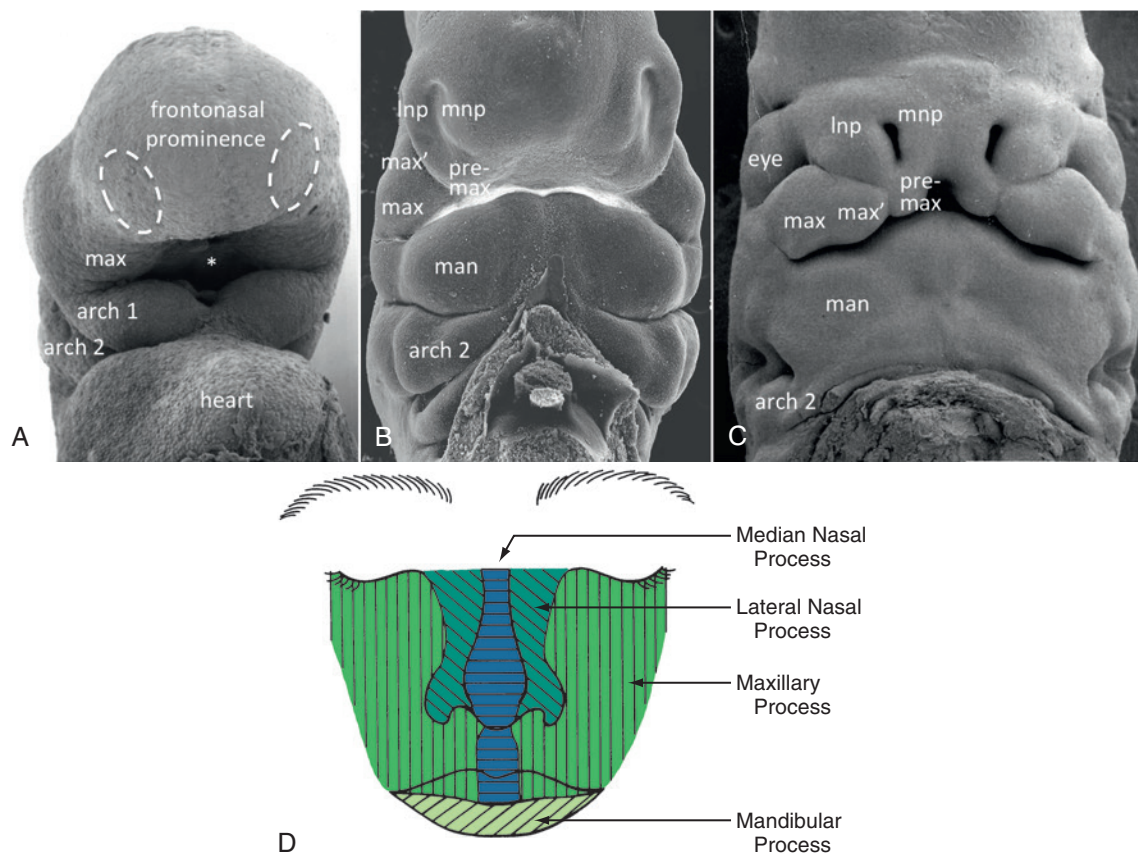 frontonasal
prominence
max
*
arch 1
arch 2
heart
A
lnp
mnp
max'
pre-
max
max
man
arch 2
B
lnp
mnp
eye
pre-
max
max
max'
man
arch 2
C
Median Nasal
Process
Lateral Nasal
Process
Maxillary
Process
Mandibular
Process
D